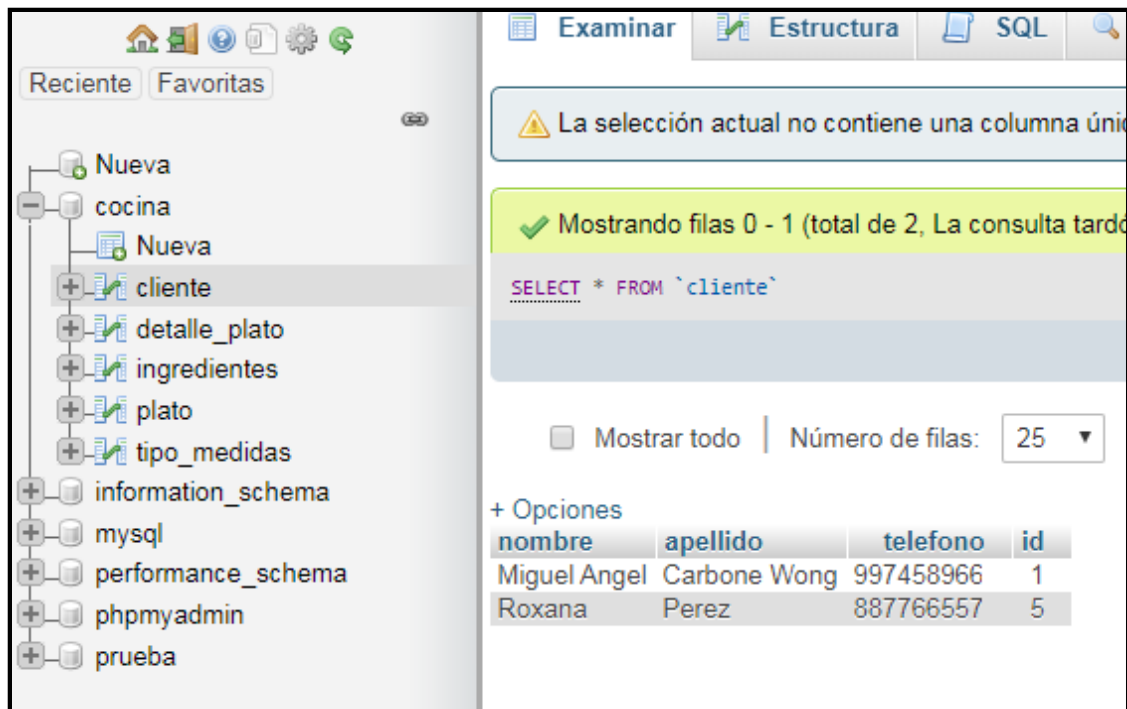 Reciente Favoritas
Nueva
cocina
Nueva
cliente
detalle_plato
ingredientes
plato
tipo_medidas
information_schema
mysql
performance_schema
phpmyadmin
prueba
Examinar Estructura SQL
La selección actual no contiene una columna
Mostrando filas 0 - 1 (total de 2, La consulta tardó
SELECT * FROM `cliente`
Mostrar todo Número de filas: 25
+ Opciones
nombre apellido telefono id
Miguel Angel Carbone Wong 997458966 1
Roxana Perez 887766557 5